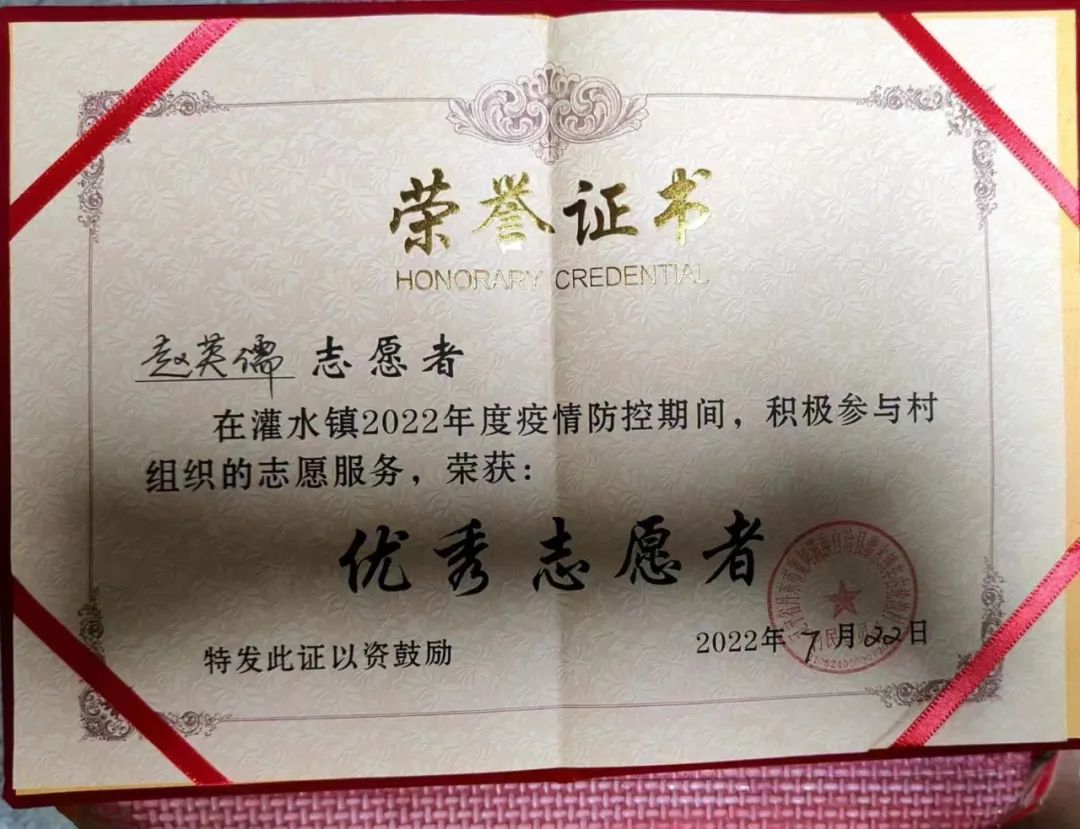 荣誉证书
HONORARY CREDENTIAL
赵英儒 志愿者
在灌水镇2022年度疫情防控期间，积极参与村
组织的志愿服务，荣获：
优秀志愿者
特发此证以资鼓励
2022年7月22日